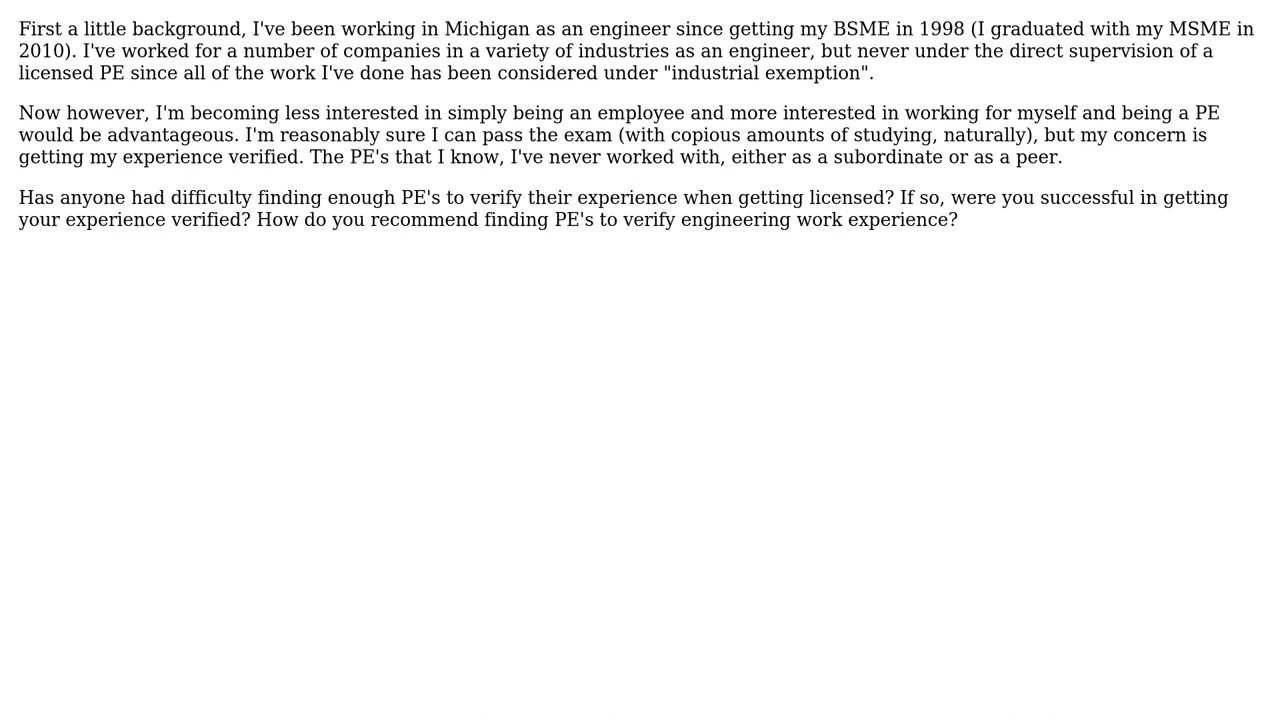 First a little background, I've been working in Michigan as an engineer since getting my BSME in 1998 (I graduated with my MSME in
2010). I've worked for a number of companies in a variety of industries as an engineer, but never under the direct supervision of a
licensed PE since all of the work I've done has been considered under "industrial exemption".
Now however, I'm becoming less interested in simply being an employee and more interested in working for myself and being a PE
would be advantageous. I'm reasonably sure I can pass the exam (with copious amounts of studying, naturally), but my concern is
getting my experience verified. The PE's that I know, I've never worked with, either as a subordinate or as a peer.
Has anyone had difficulty finding enough PE's to verify their experience when getting licensed? If so, were you successful in getting
your experience verified? How do you recommend finding PE's to verify engineering work experience?